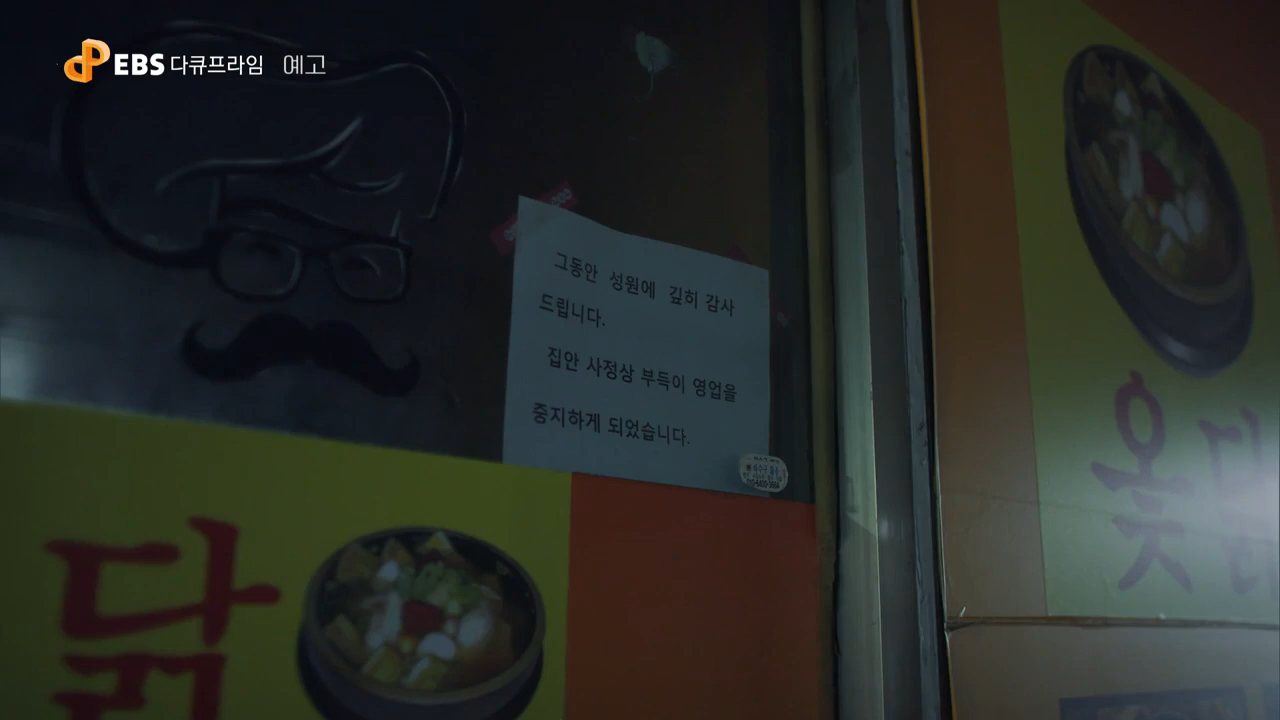 EBS 다큐프라임 예고
그동안 성원에 깊히 감사
드립니다.
집안 사정상 부득이 영업을
중지하게 되었습니다.
닭
옻닭